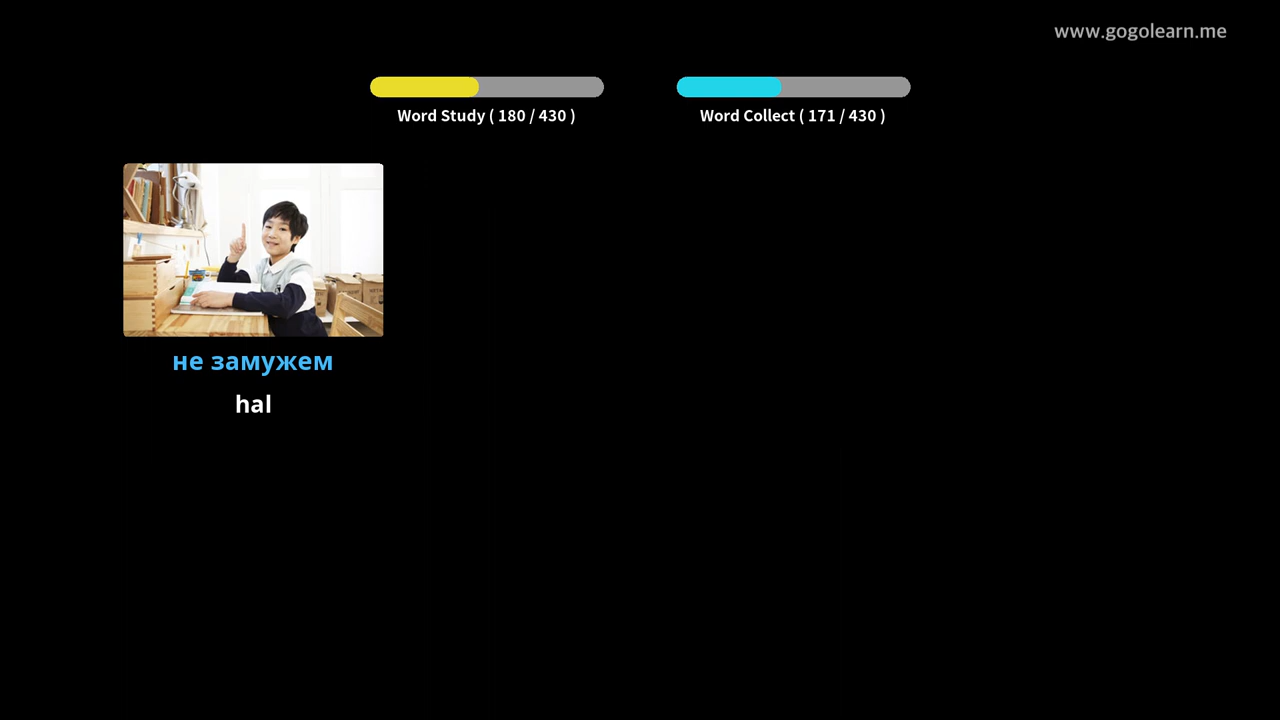 www.gogolearn.me
Word Study ( 180 / 430 )
Word Collect ( 171 / 430 )
не замужем
hal